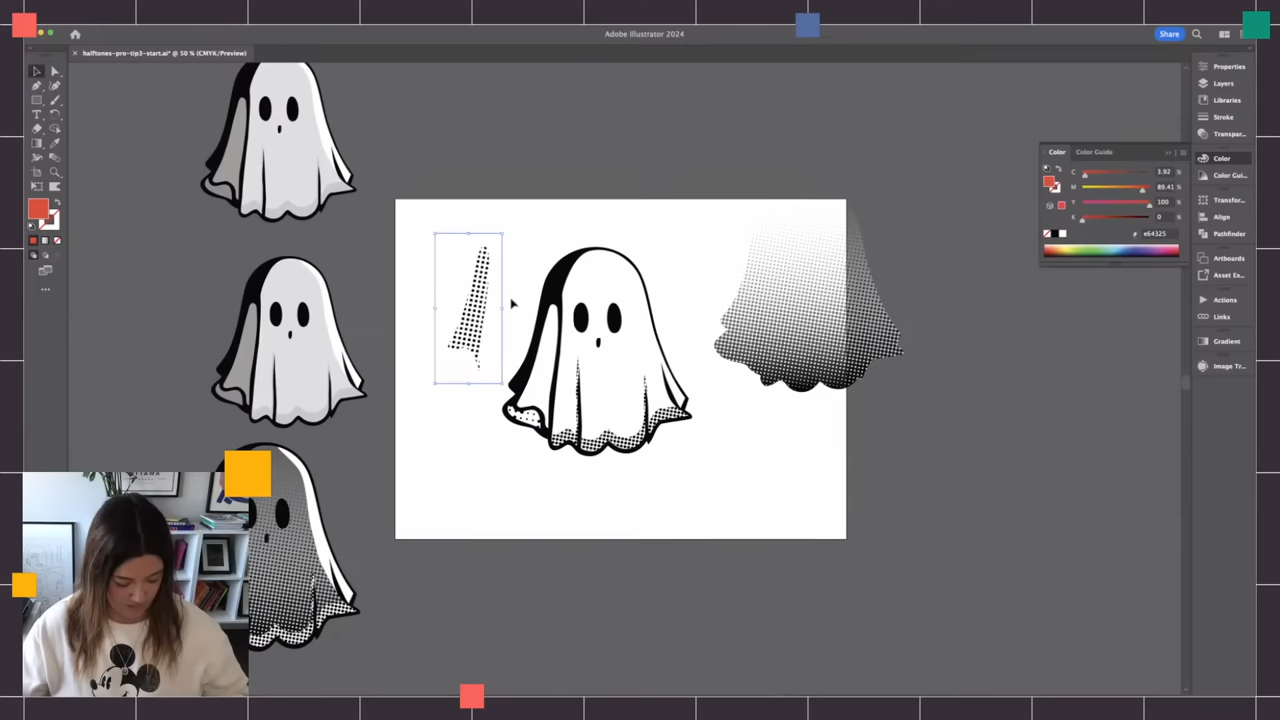 Adobe Illustrator 2024
Share
× halftones-pro-tip3-start.ai* @ 50 % (CMYK/Preview)
Properties
Layers
Libraries
Stroke
Transpar...
Color
Color Gui...
Transfor...
Align
Pathfinder
Artboards
Asset Ex...
Actions
Links
Gradient
Image Tr...
Color Color Guide
C 3.92 %
M 89.41 %
Y 100 %
K 0 %
# e64325